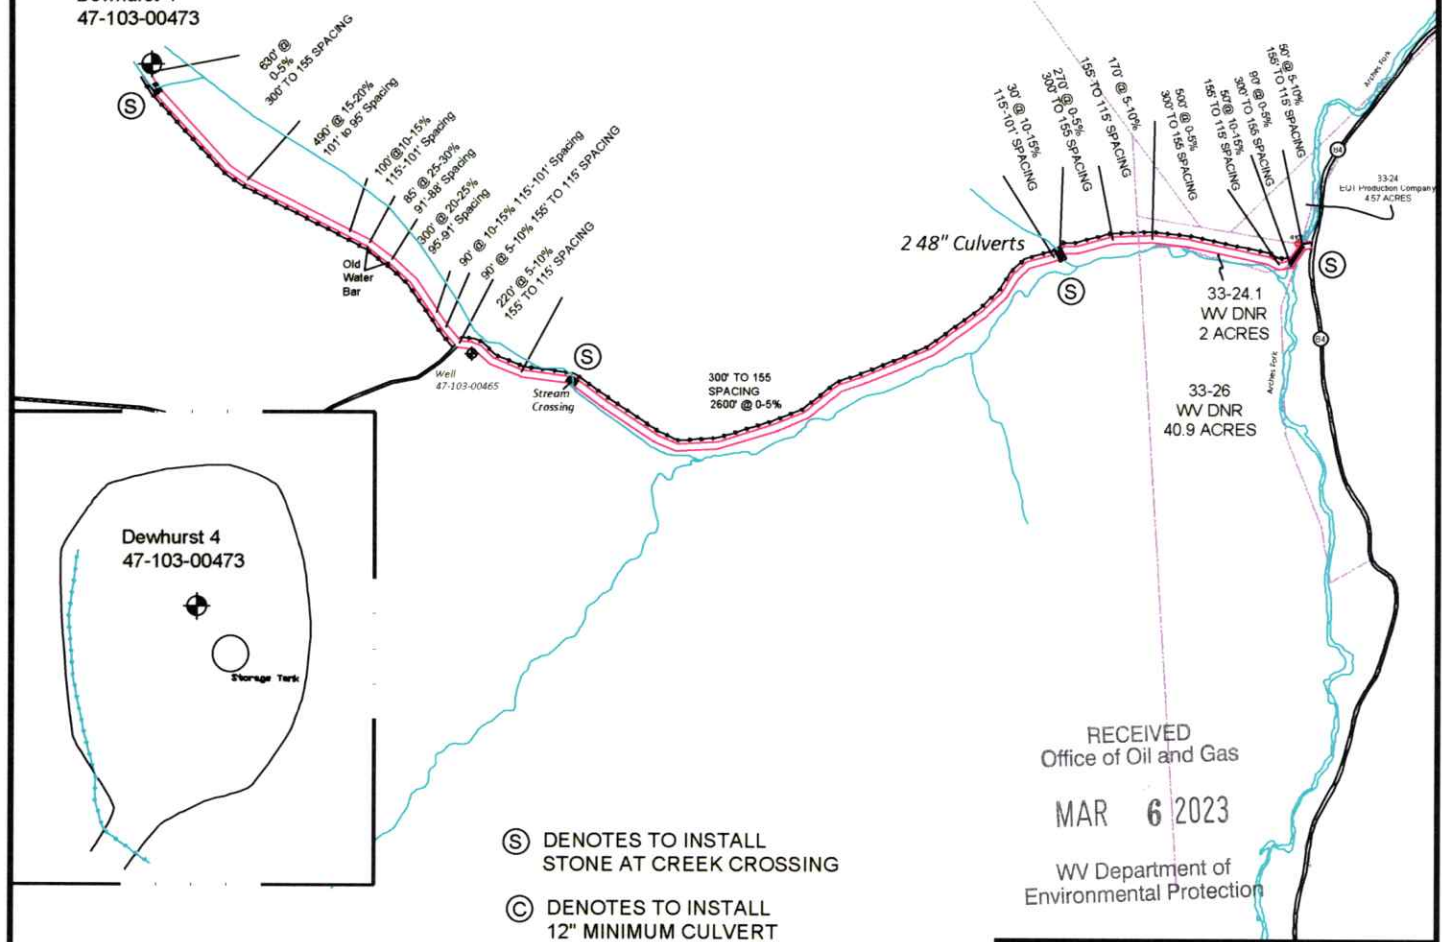 47-103-00473
S
630' @
0-5%
300' TO 155 SPACING
490' @ 15-20%
101' to 95' Spacing
100'@10-15%
115'-101' Spacing
85' @ 25-30%
91'-88' Spacing
300' @ 20-25%
95'-91' Spacing
90' @ 10-15% 115'-101' Spacing
90' @ 5-10% 155' TO 115' SPACING
220' @ 5-10%
155' TO 115' SPACING
Old
Water
Bar
Well
47-103-00465
S
Stream
Crossing
300' TO 155
SPACING
2600' @ 0-5%
2 48" Culverts
30' @ 10-15%
115'-101' SPACING
270' @ 0-5%
300' TO 155 SPACING
170' @ 5-10%
155' TO 115' SPACING
500' @ 0-5%
300' TO 155 SPACING
50'@ 10-15%
155' TO 115' SPACING
90' @ 0-5%
300' TO 155 SPACING
50' @ 5-10%
155' TO 115' SPACING
Arches Fork
84
33-24
EQT Production Company
4.57 ACRES
S
S
84
33-24.1
WV DNR
2 ACRES
Arches Fork
33-26
WV DNR
40.9 ACRES
Dewhurst 4
47-103-00473
Storage Tank
RECEIVED
Office of Oil and Gas
MAR 6 2023
WV Department of
Environmental Protection
S DENOTES TO INSTALL
STONE AT CREEK CROSSING
C DENOTES TO INSTALL
12" MINIMUM CULVERT